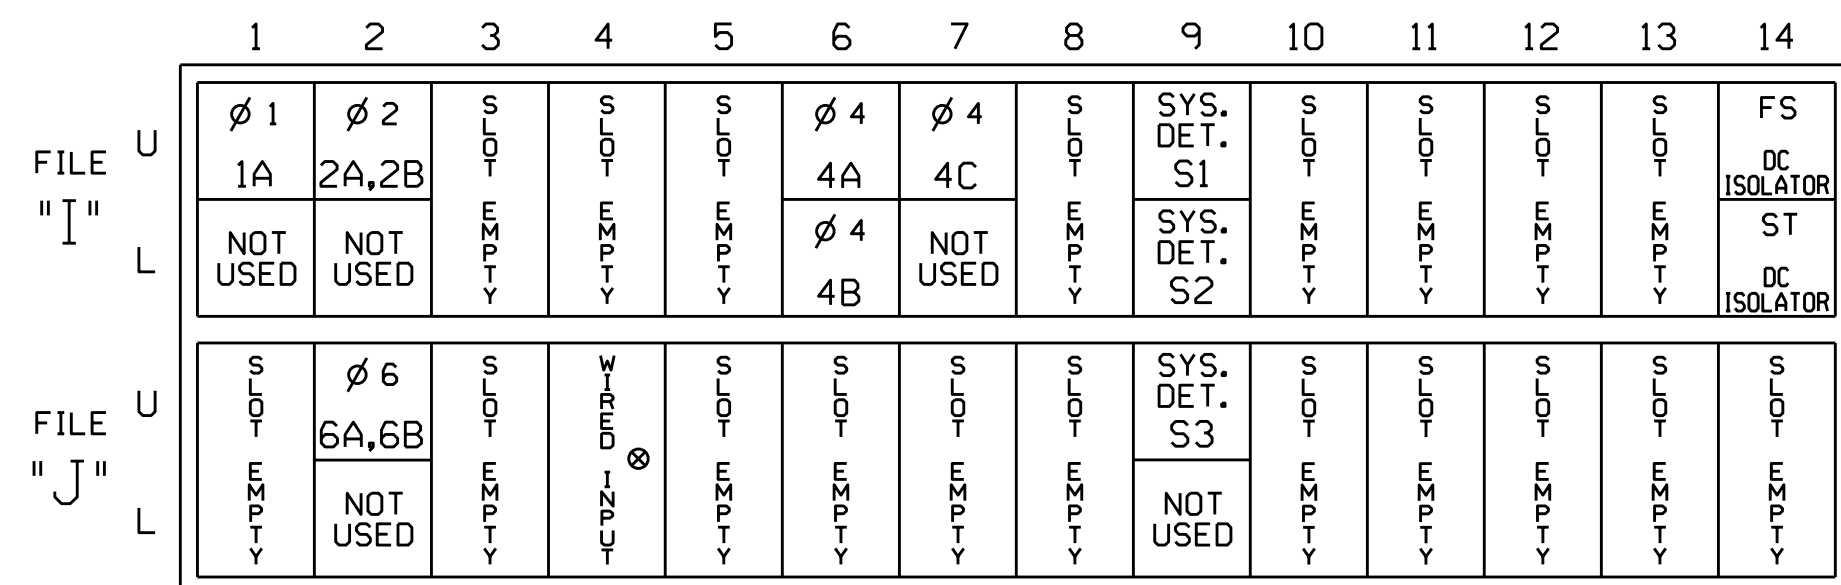 1 2 3 4 5 6 7 8 9 10 11 12 13 14
FILE
"I"
U
L
ø 1
1A
NOT
USED
ø 2
2A,2B
NOT
USED
SLOT EMPTY
SLOT EMPTY
SLOT EMPTY
ø 4
4A
ø 4
4B
ø 4
4C
NOT
USED
SLOT EMPTY
SYS.
DET.
S1
SYS.
DET.
S2
SLOT EMPTY
SLOT EMPTY
SLOT EMPTY
SLOT EMPTY
FS
DC
ISOLATOR
ST
DC
ISOLATOR
FILE
"J"
U
L
SLOT EMPTY
ø 6
6A,6B
NOT
USED
SLOT EMPTY
WIRED INPUT
⊗
SLOT EMPTY
SLOT EMPTY
SLOT EMPTY
SLOT EMPTY
SYS.
DET.
S3
NOT
USED
SLOT EMPTY
SLOT EMPTY
SLOT EMPTY
SLOT EMPTY
SLOT EMPTY